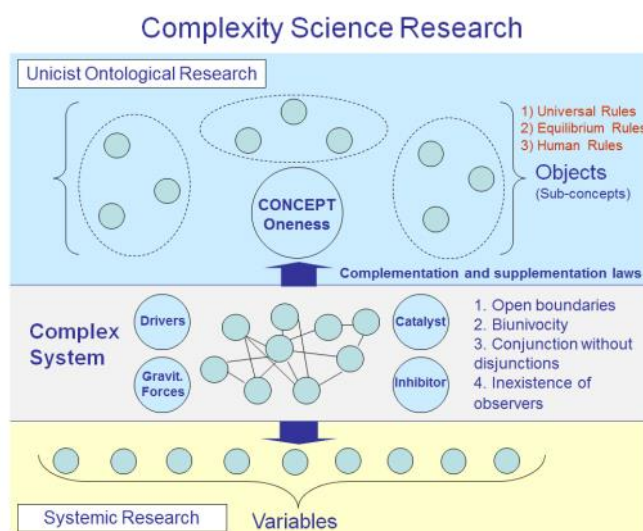 Complexity Science Research
Unicist Ontological Research
1) Universal Rules
2) Equilibrium Rules
3) Human Rules
Objects
(Sub-concepts)
CONCEPT
Oneness
Complementation and supplementation laws
Complex
System
Drivers
Gravit.
Forces
Catalyst
Inhibitor
1. Open boundaries
2. Biunivocity
3. Conjunction without
disjunctions
4. Inexistence of
observers
Systemic Research
Variables